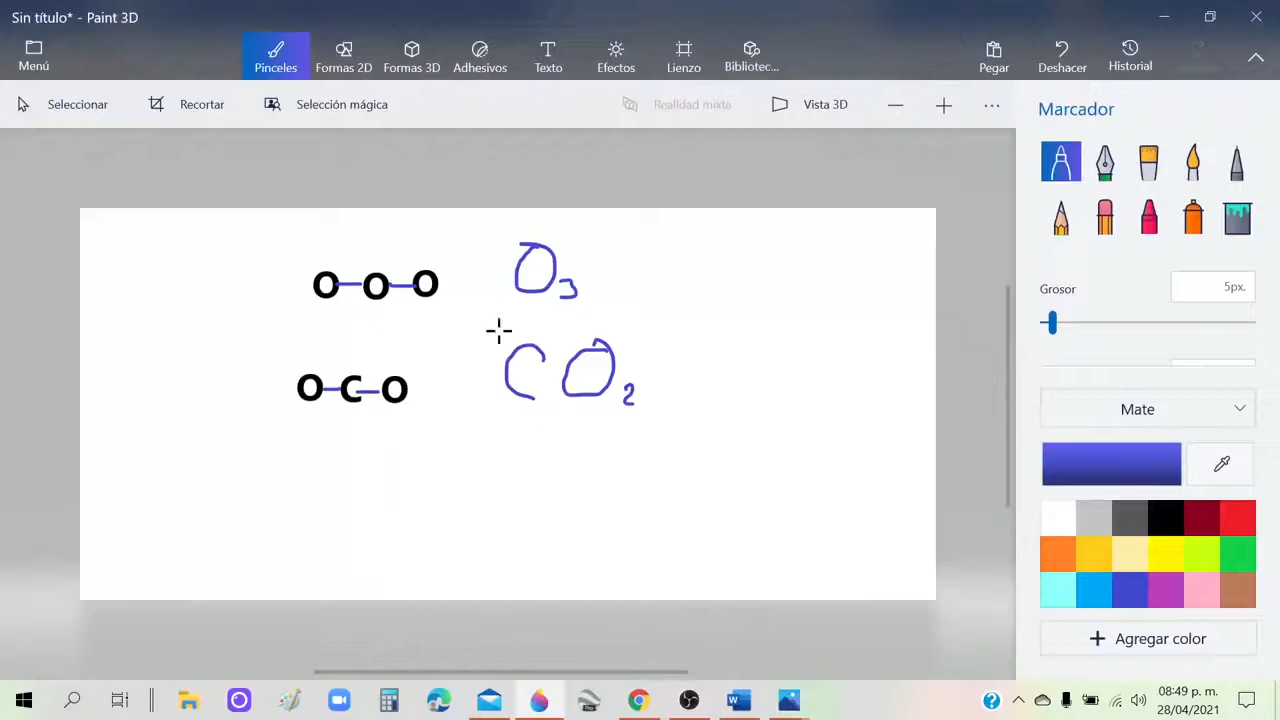 Sin título* - Paint 3D
Menú
Pinceles
Formas 2D
Formas 3D
Adhesivos
Texto
Efectos
Lienzo
Bibliotec...
Pegar
Deshacer
Historial
Seleccionar
Recortar
Selección mágica
Realidad mixta
Vista 3D
Marcador
Grosor
5px.
Mate
Agregar color
O-O-O O₃
O-C-O CO₂
Pro
08:49 p. m.
28/04/2021